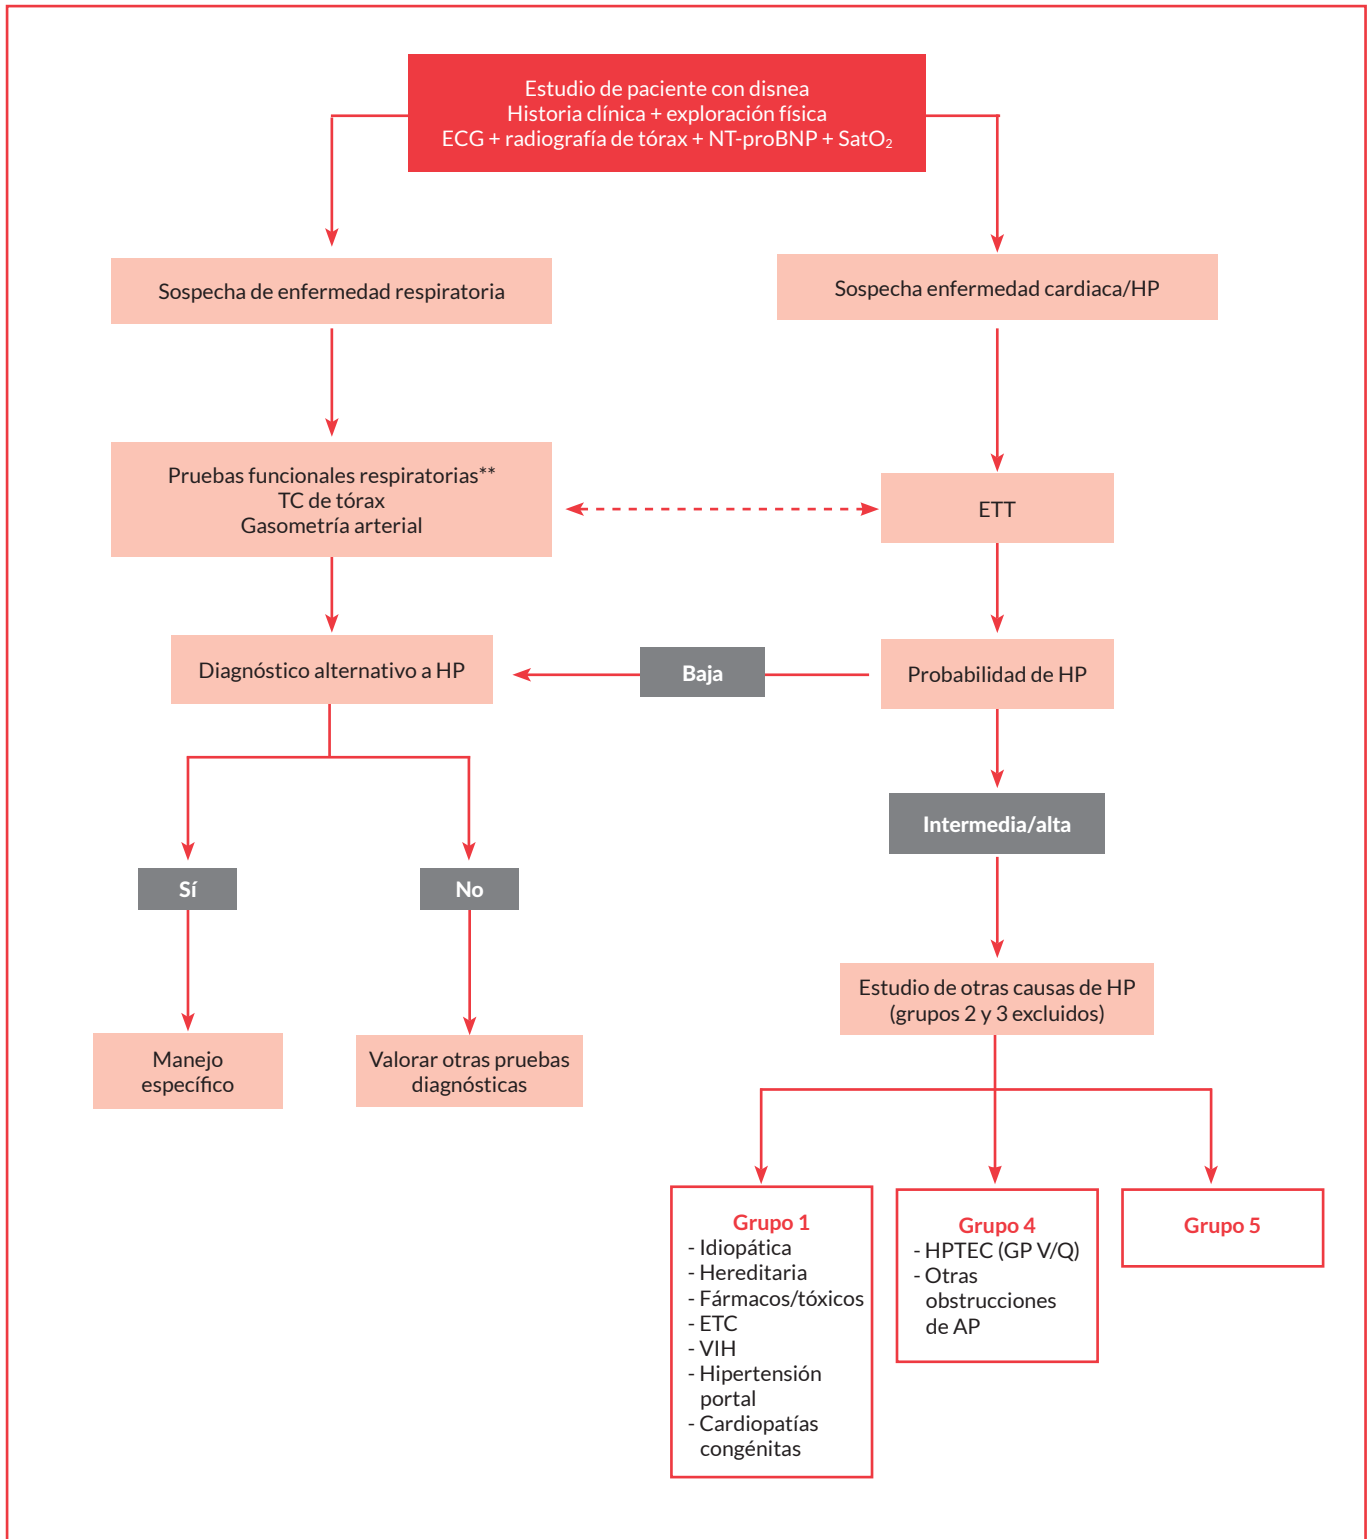 Estudio de paciente con disnea
Historia clínica + exploración física
ECG + radiografía de tórax + NT-proBNP + SatO₂
Sospecha de enfermedad respiratoria
Sospecha enfermedad cardiaca/HP
Pruebas funcionales respiratorias**
TC de tórax
Gasometría arterial
ETT
Diagnóstico alternativo a HP
Baja
Probabilidad de HP
Intermedia/alta
Sí
No
Estudio de otras causas de HP
(grupos 2 y 3 excluidos)
Manejo
específico
Valorar otras pruebas
diagnósticas
Grupo 1
- Idiopática
- Hereditaria
- Fármacos/tóxicos
- ETC
- VIH
- Hipertensión
portal
- Cardiopatías
congénitas
Grupo 4
- HPTEC (GP V/Q)
- Otras
obstrucciones
de AP
Grupo 5